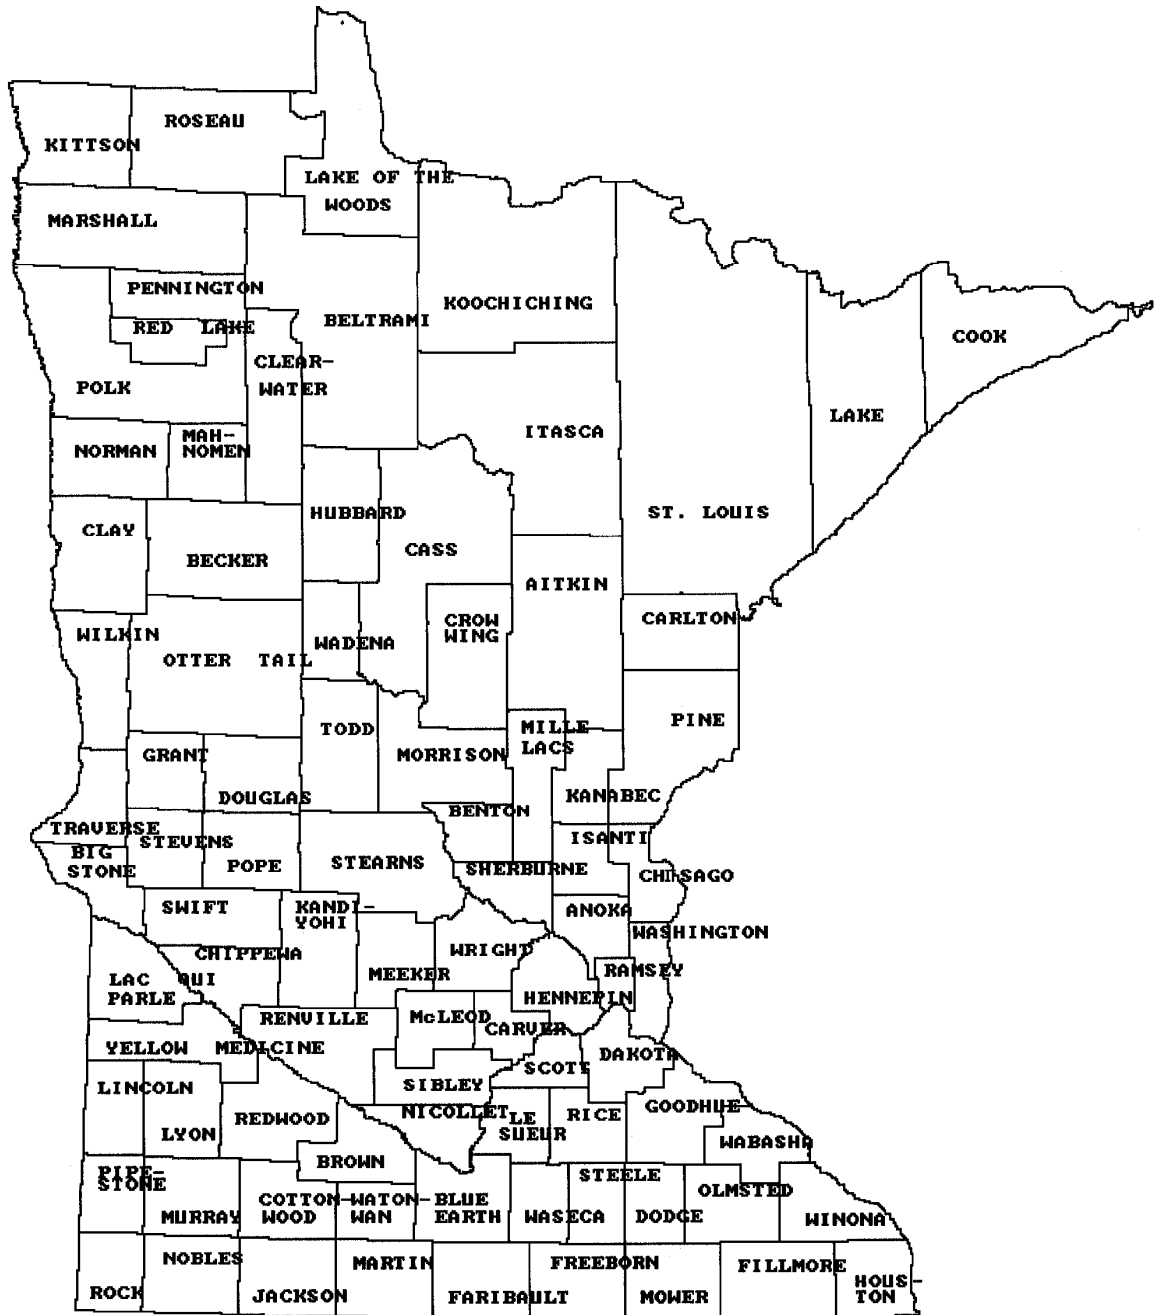 ROSEAU
KITTSON
LAKE OF THE
WOODS
MARSHALL
PENNINGTON
KOOCHICHING
RED LAKE
BELTRAMI
COOK
CLEAR-
WATER
POLK
LAKE
ITASCA
MAH-
NOMEN
NORMAN
HUBBARD
ST. LOUIS
CLAY
CASS
BECKER
AITKIN
CROW
WING
CARLTON
WILKIN
WADENA
OTTER TAIL
PINE
TODD
MILLE
LACS
GRANT
MORRISON
DOUGLAS
KANABEC
BENTON
TRAVERSE
STEVENS
ISANTI
BIG
STONE
POPE
STEARNS
SHERBURNE
CHISAGO
SWIFT
KANDI-
YOHI
ANOKA
WASHINGTON
CHIPPEWA
WRIGHT
LAC QUI
PARLE
MEEKER
RAMSEY
HENNEPIN
RENVILLE
McLEOD
CARVER
YELLOW MEDICINE
DAKOTA
SCOTT
LINCOLN
SIBLEY
NICOLLET
LE
SUEUR
RICE
GOODHUE
REDWOOD
LYON
WABASHA
BROWN
PIPE-
STONE
STEELE
OLMSTED
COTTON-
WOOD
WATON-
WAN
BLUE
EARTH
MURRAY
WASECA
DODGE
WINONA
NOBLES
MARTIN
FREEBORN
FILLMORE
HOUS-
TON
ROCK
JACKSON
FARIBAULT
MOWER